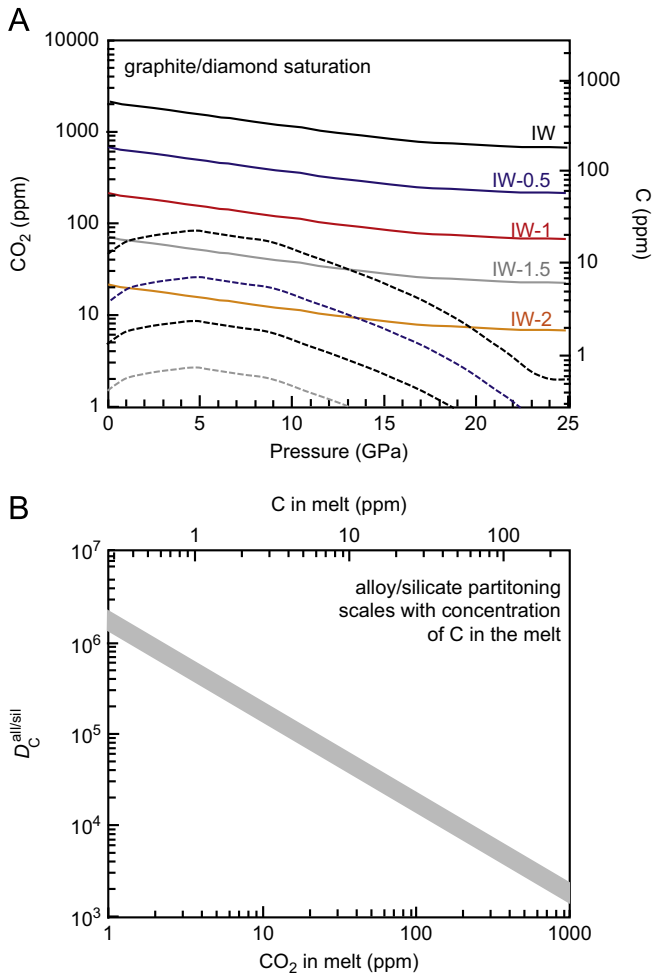 A
graphite/diamond saturation
10000
1000
100
10
1
CO2 (ppm)
1000
100
10
1
C (ppm)
IW
IW-0.5
IW-1
IW-1.5
IW-2
0
5
10
15
20
25
Pressure (GPa)
B
C in melt (ppm)
1
10
100
10^7
10^6
10^5
10^4
10^3
D_C^all/sil
alloy/silicate partitoning
scales with concentration
of C in the melt
1
10
100
1000
CO2 in melt (ppm)